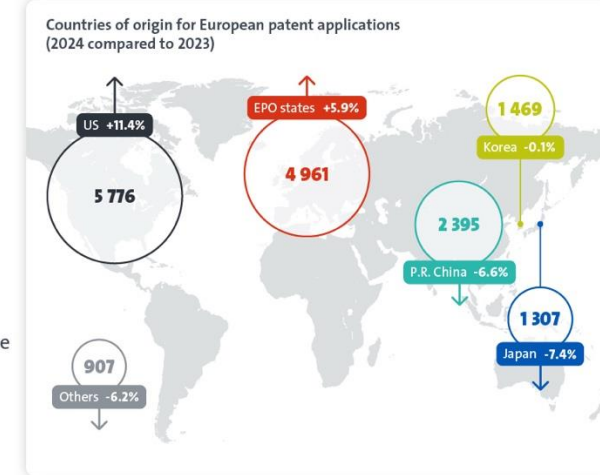 Countries of origin for European patent applications
(2024 compared to 2023)
US +11.4%
5 776
EPO states +5.9%
4 961
1 469
Korea -0.1%
2 395
P.R. China -6.6%
1 307
Japan -7.4%
e
907
Others -6.2%